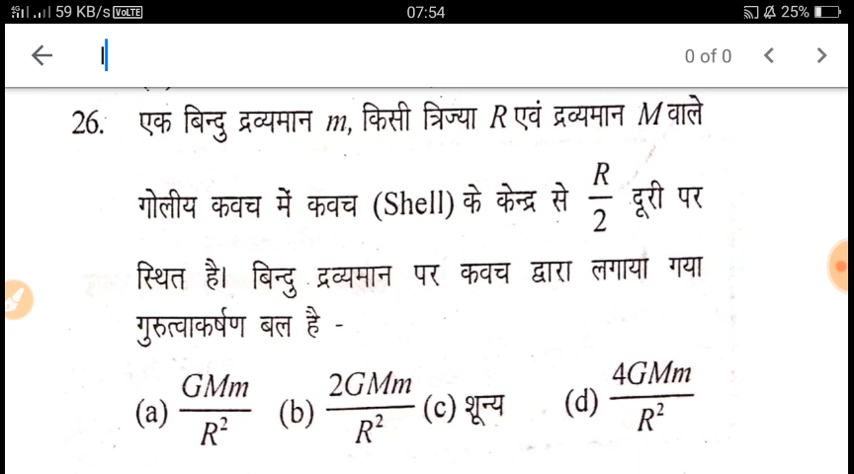 59 KB/s VoLTE 07:54 25%
0 of 0
26. एक बिन्दु द्रव्यमान m, किसी त्रिज्या R एवं द्रव्यमान M वाले
गोलीय कवच में कवच (Shell) के केन्द्र से R/2 दूरी पर
स्थित है। बिन्दु द्रव्यमान पर कवच द्वारा लगाया गया
गुरुत्वाकर्षण बल है -
(a) GMm/R² (b) 2GMm/R² (c) शून्य (d) 4GMm/R²